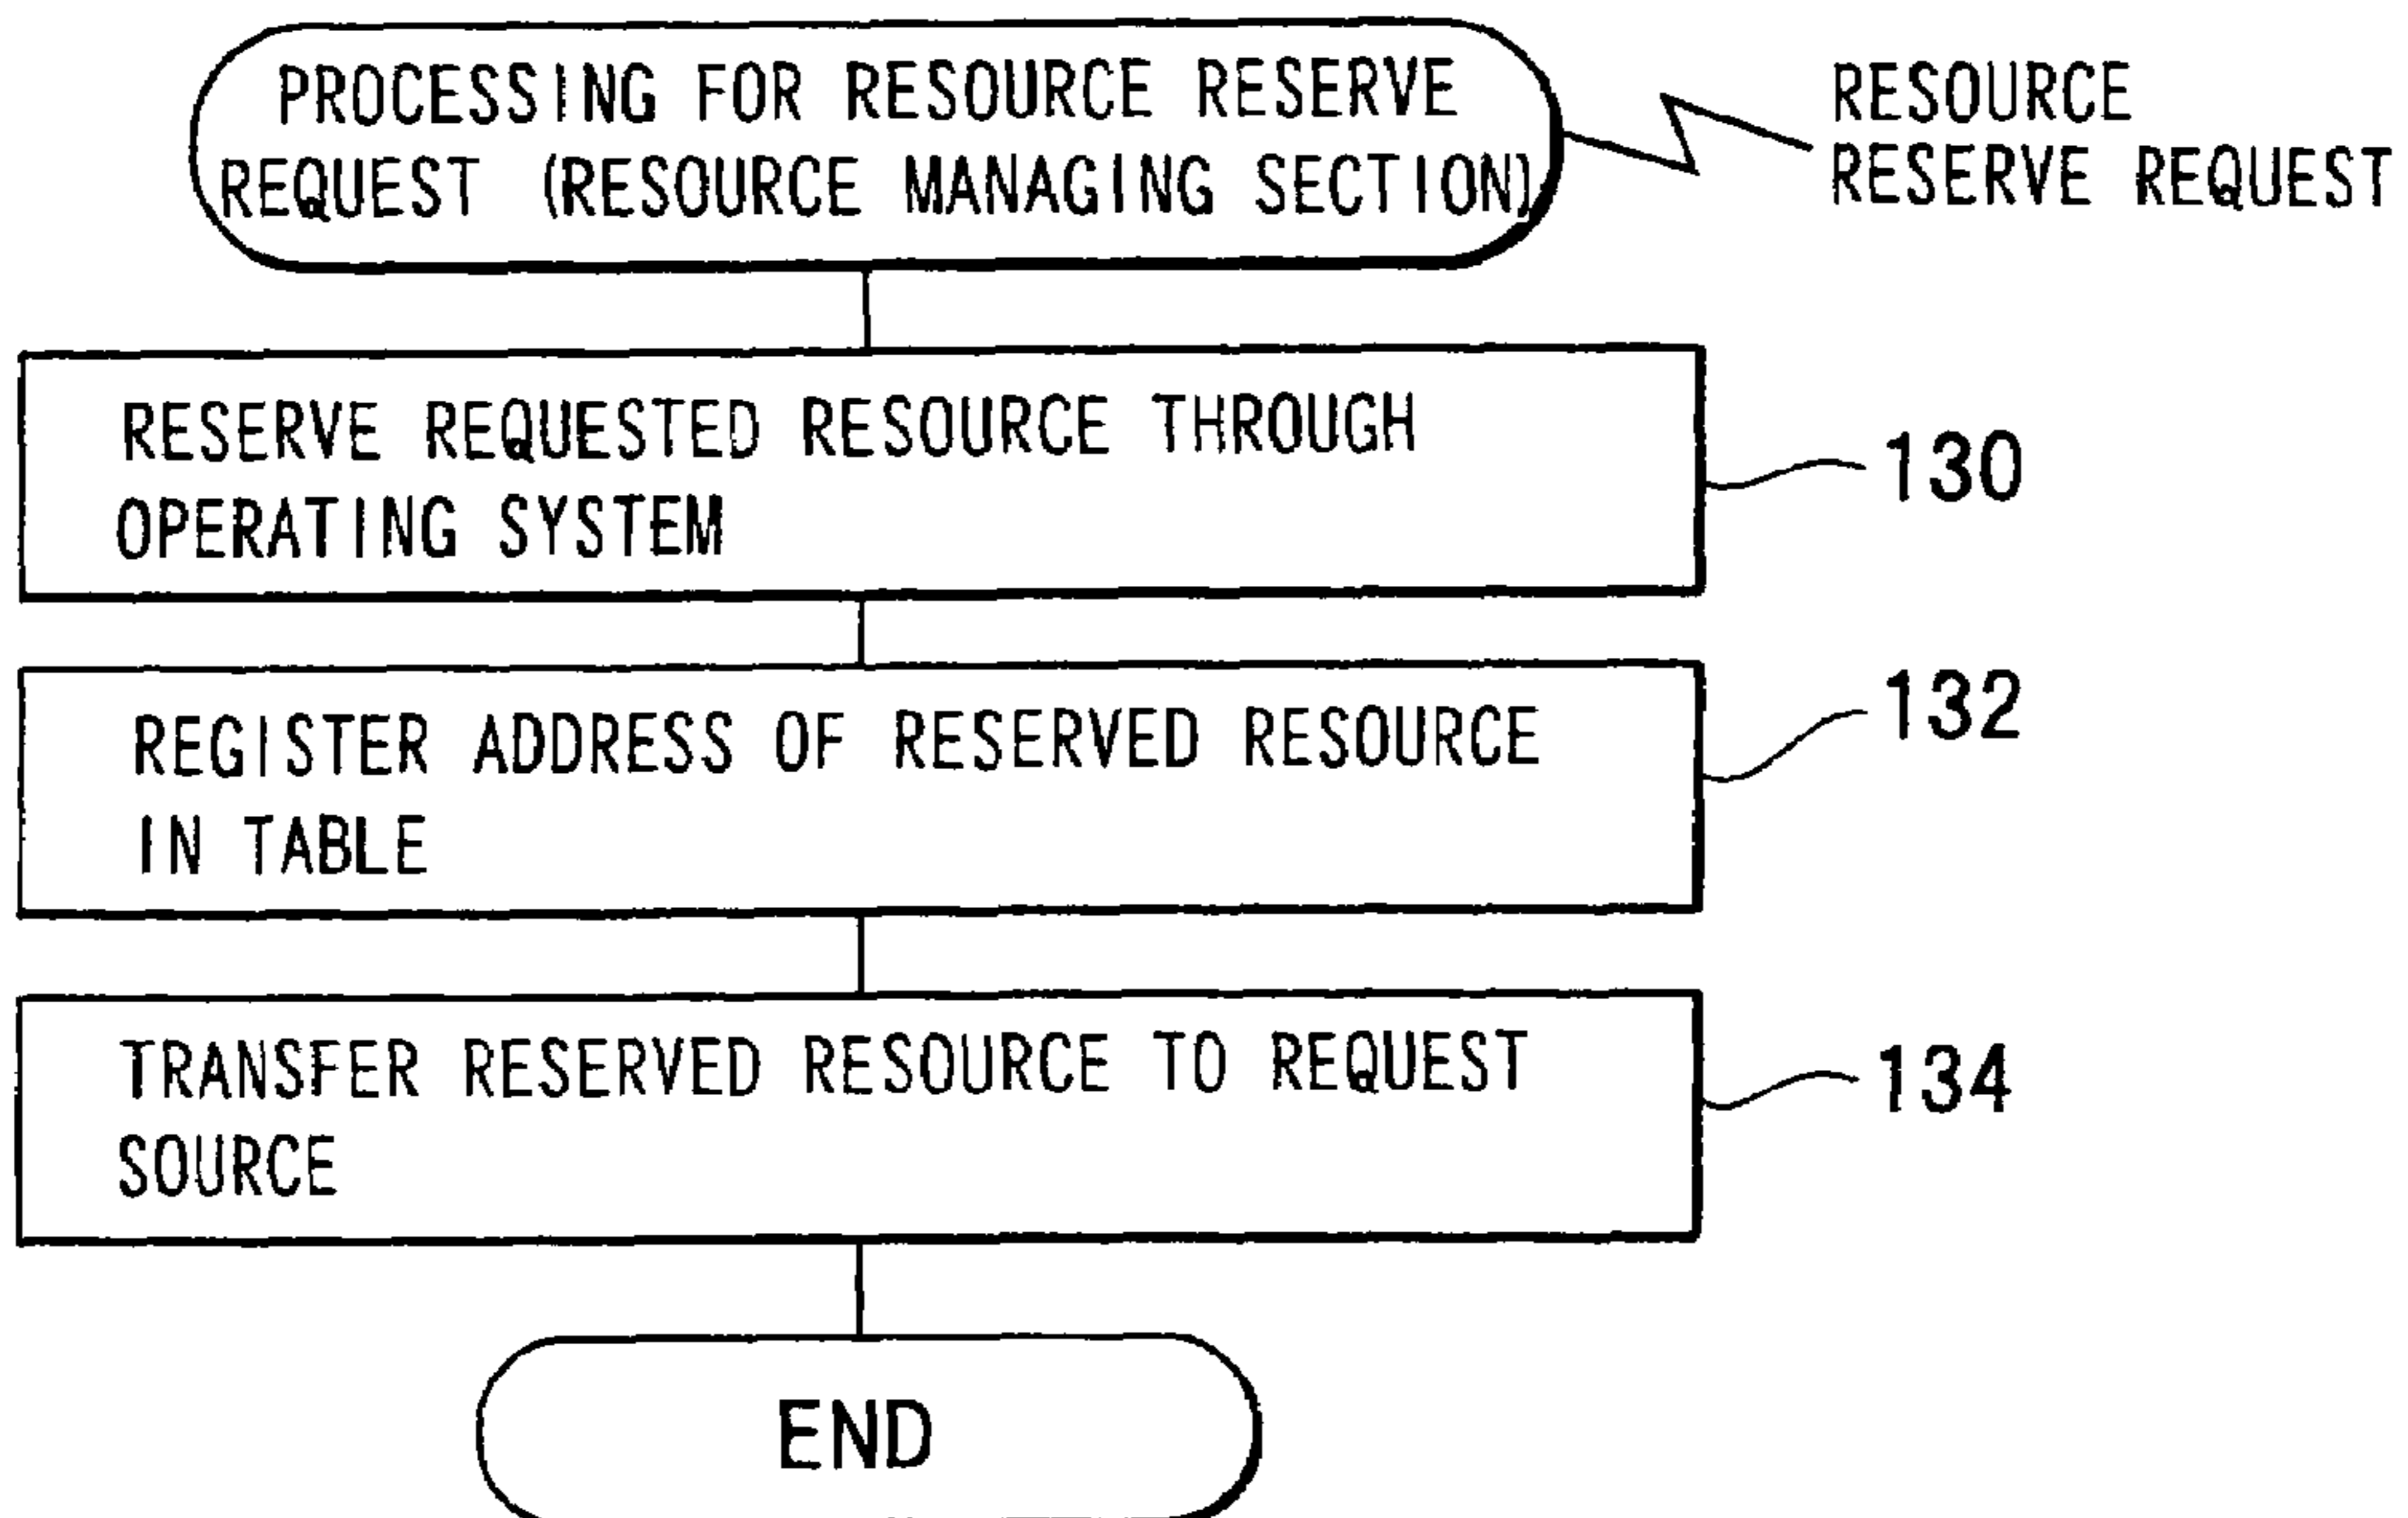 PROCESSING FOR RESOURCE RESERVE
REQUEST (RESOURCE MANAGING SECTION)
RESOURCE
RESERVE REQUEST
RESERVE REQUESTED RESOURCE THROUGH
OPERATING SYSTEM
130
REGISTER ADDRESS OF RESERVED RESOURCE
IN TABLE
132
TRANSFER RESERVED RESOURCE TO REQUEST
SOURCE
134
END